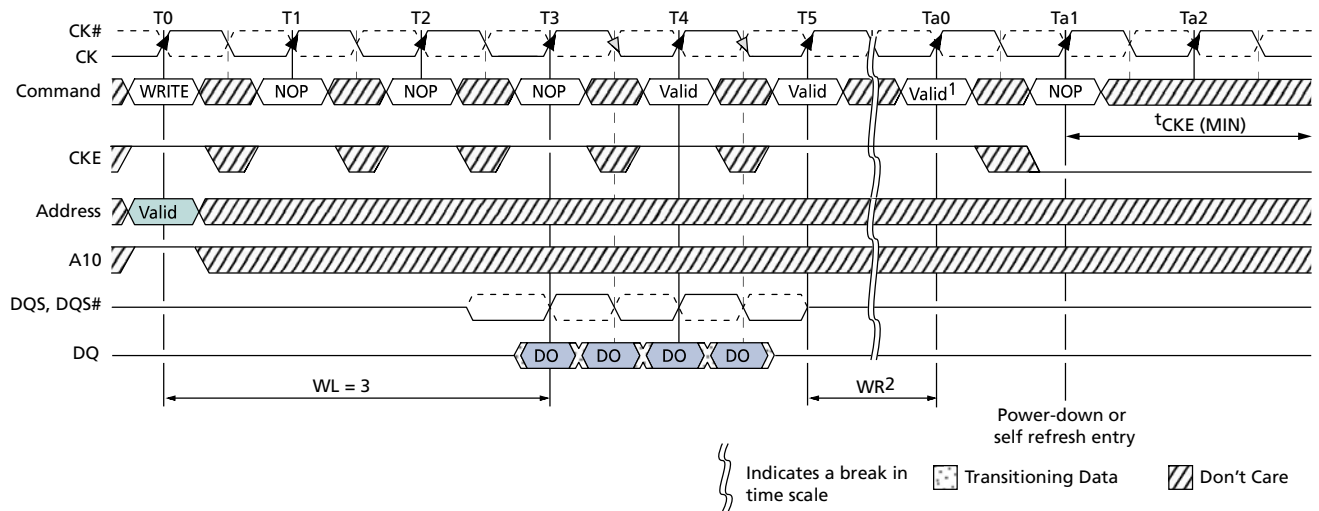 T0 T1 T2 T3 T4 T5 Ta0 Ta1 Ta2
CK#
CK
Command WRITE NOP NOP NOP Valid Valid Valid1 NOP
tCKE (MIN)
CKE
Address Valid
A10
DQS, DQS#
DQ DO DO DO DO
WL = 3 WR2
Power-down or
self refresh entry
Indicates a break in
time scale
Transitioning Data
Don't Care